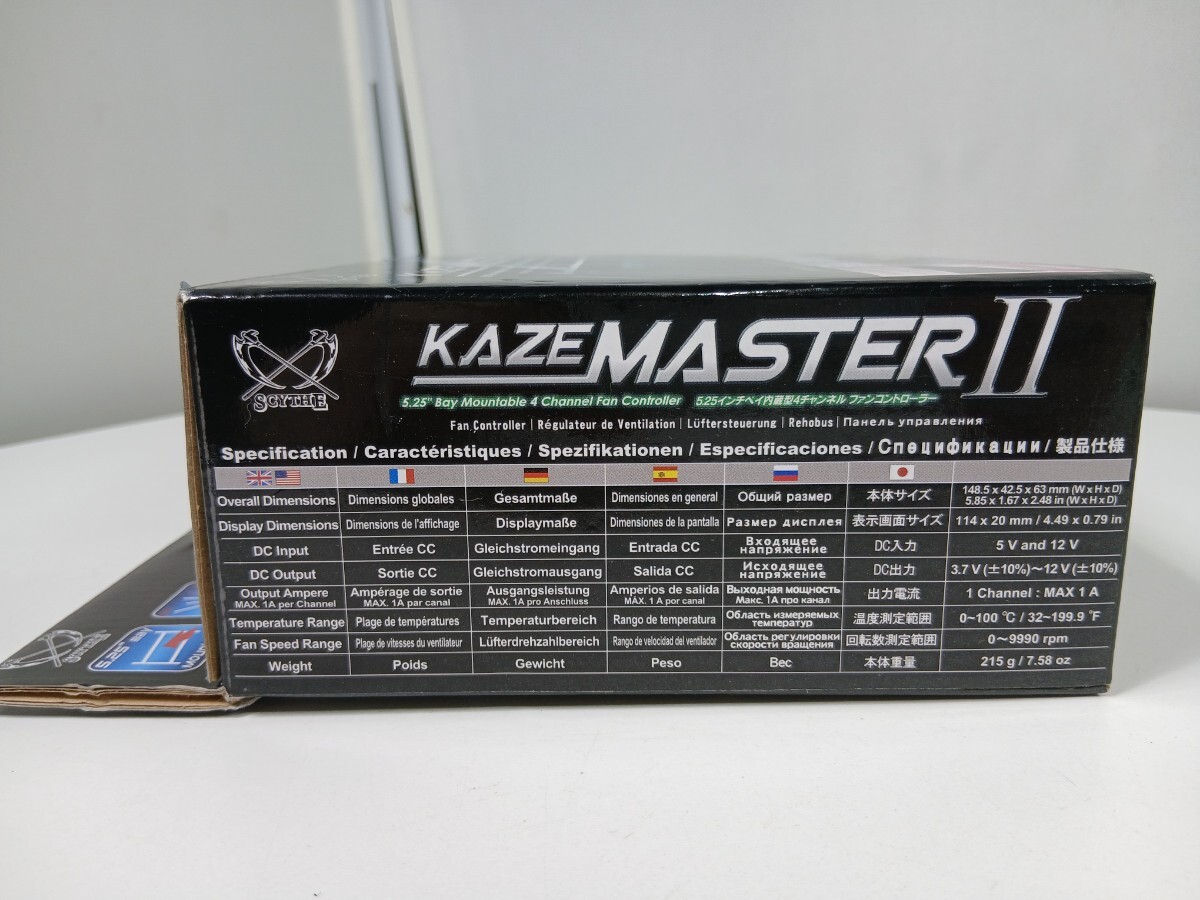 SCYTHE
KAZE MASTER II
5.25" Bay Mountable 4 Channel Fan Controller 5.25インチベイ内蔵型4チャンネル ファンコントローラー
Fan Controller | Régulateur de Ventilation | Lüftersteuerung | Rehobus | Панель управления
Specification / Caractéristiques / Spezifikationen / Especificaciones / Спецификации / 製品仕様
Overall Dimensions Dimensions globales Gesamtmaße Dimensiones en general Общий размер 本体サイズ 148.5 x 42.5 x 63 mm (W x H x D)
5.85 x 1.67 x 2.48 in (W x H x D)
Display Dimensions Dimensions de l'affichage Displaymaße Dimensiones de la pantalla Размер дисплея 表示画面サイズ 114 x 20 mm / 4.49 x 0.79 in
DC Input Entrée CC Gleichstromeingang Entrada CC Входящее напряжение DC入力 5 V and 12 V
DC Output Sortie CC Gleichstromausgang Salida CC Исходящее напряжение DC出力 3.7 V (±10%)~12 V (±10%)
Output Ampere Ampérage de sortie Ausgangsleistung Amperios de salida Выходная мощность 出力電流 1 Channel : MAX 1 A
MAX. 1A per Channel MAX. 1A par canal MAX. 1A pro Anschluss MAX. 1A por canal Макс. 1А про канал
Temperature Range Plage de températures Temperaturbereich Rango de temperatura Область измеряемых температур 温度測定範囲 0~100 ℃ / 32~199.9 ℉
Fan Speed Range Plage de vitesses du ventilateur Lüfterdrehzahlbereich Rango de velocidad del ventilador Область регулировки скорости вращения 回転数測定範囲 0~9990 rpm
Weight Poids Gewicht Peso Вес 本体重量 215 g / 7.58 oz
5.25"